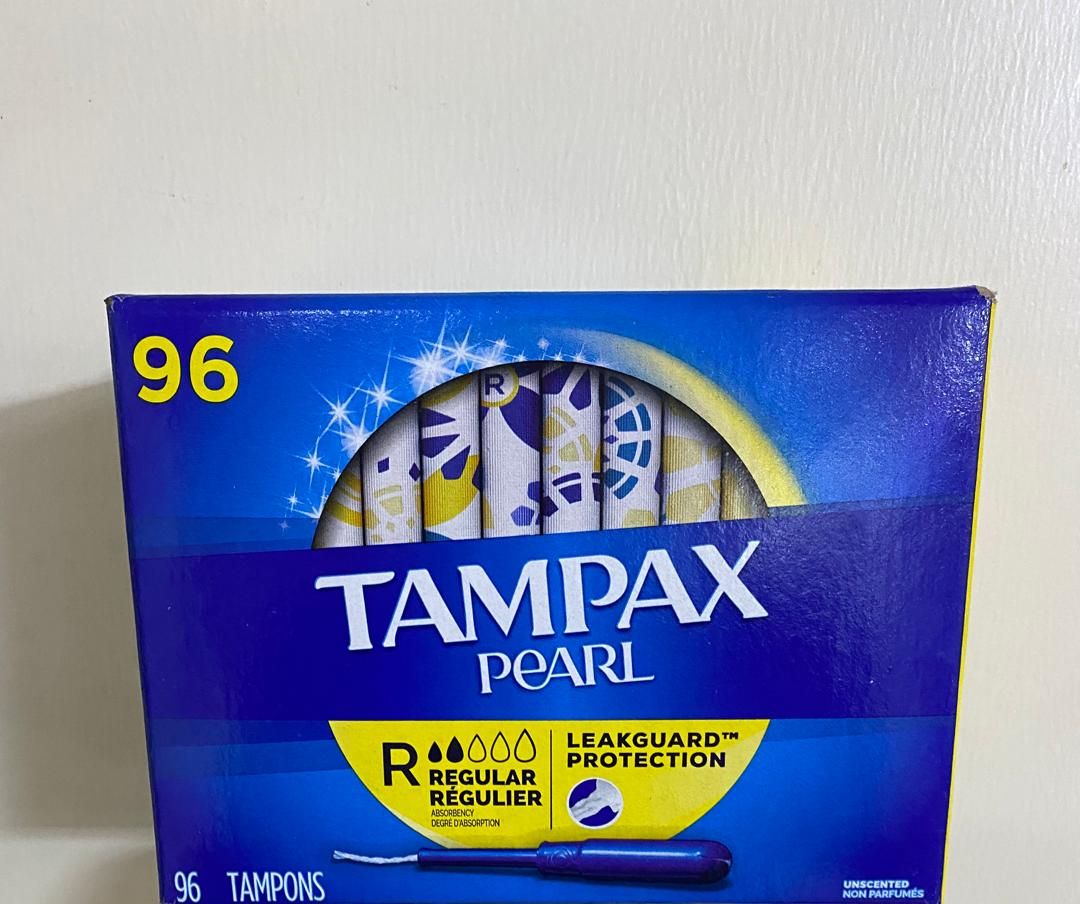 96
R
TAMPAX
PEARL
R
REGULAR
RÉGULIER
ABSORBENCY
DEGRÉ D'ABSORPTION
LEAKGUARD™
PROTECTION
96 TAMPONS
UNSCENTED
NON PARFUMÉS